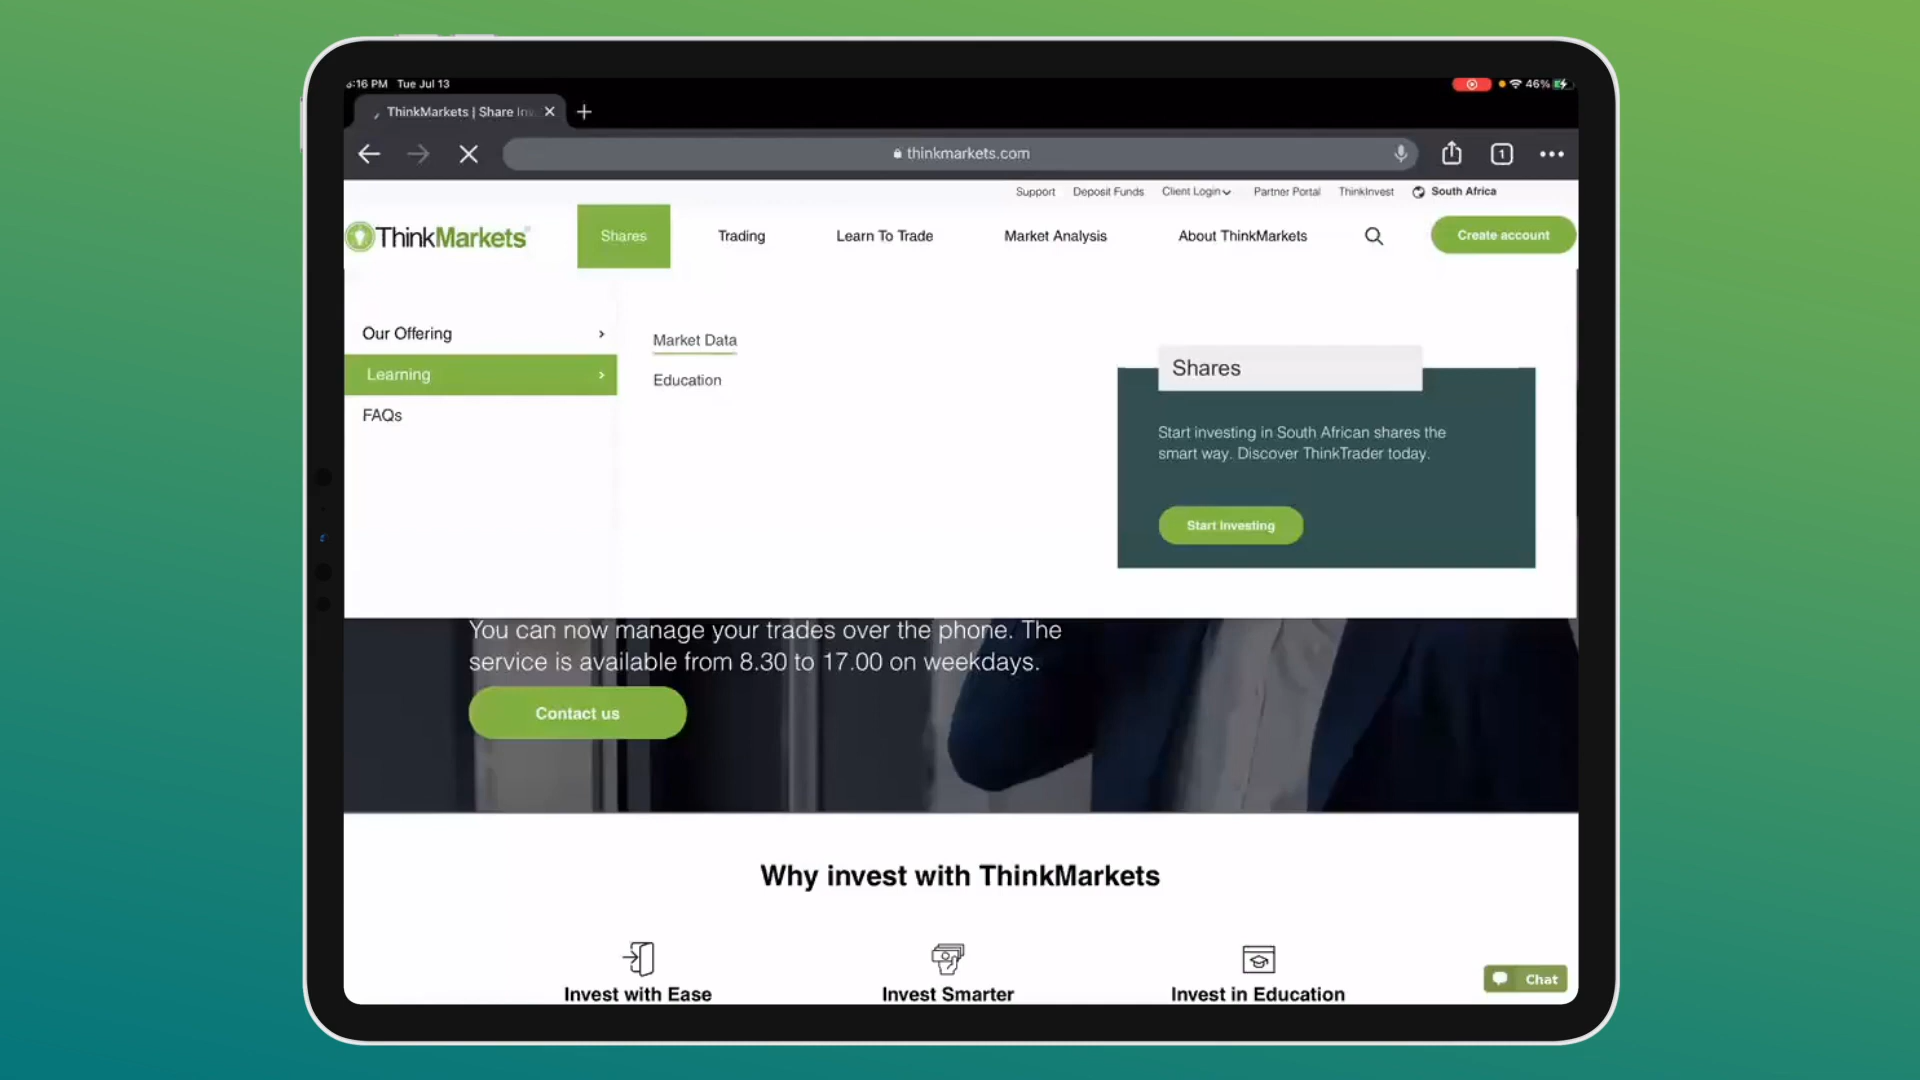 :16 PM Tue Jul 13
46%
ThinkMarkets | Share In
thinkmarkets.com
1
Support Deposit Funds Client Login Partner Portal ThinkInvest South Africa
ThinkMarkets
Shares Trading Learn To Trade Market Analysis About ThinkMarkets Create account
Our Offering
Learning
FAQs
Market Data
Education
Shares
Start investing in South African shares the
smart way. Discover ThinkTrader today.
Start Investing
You can now manage your trades over the phone. The
service is available from 8.30 to 17.00 on weekdays.
Contact us
Why invest with ThinkMarkets
Invest with Ease Invest Smarter Invest in Education
Chat